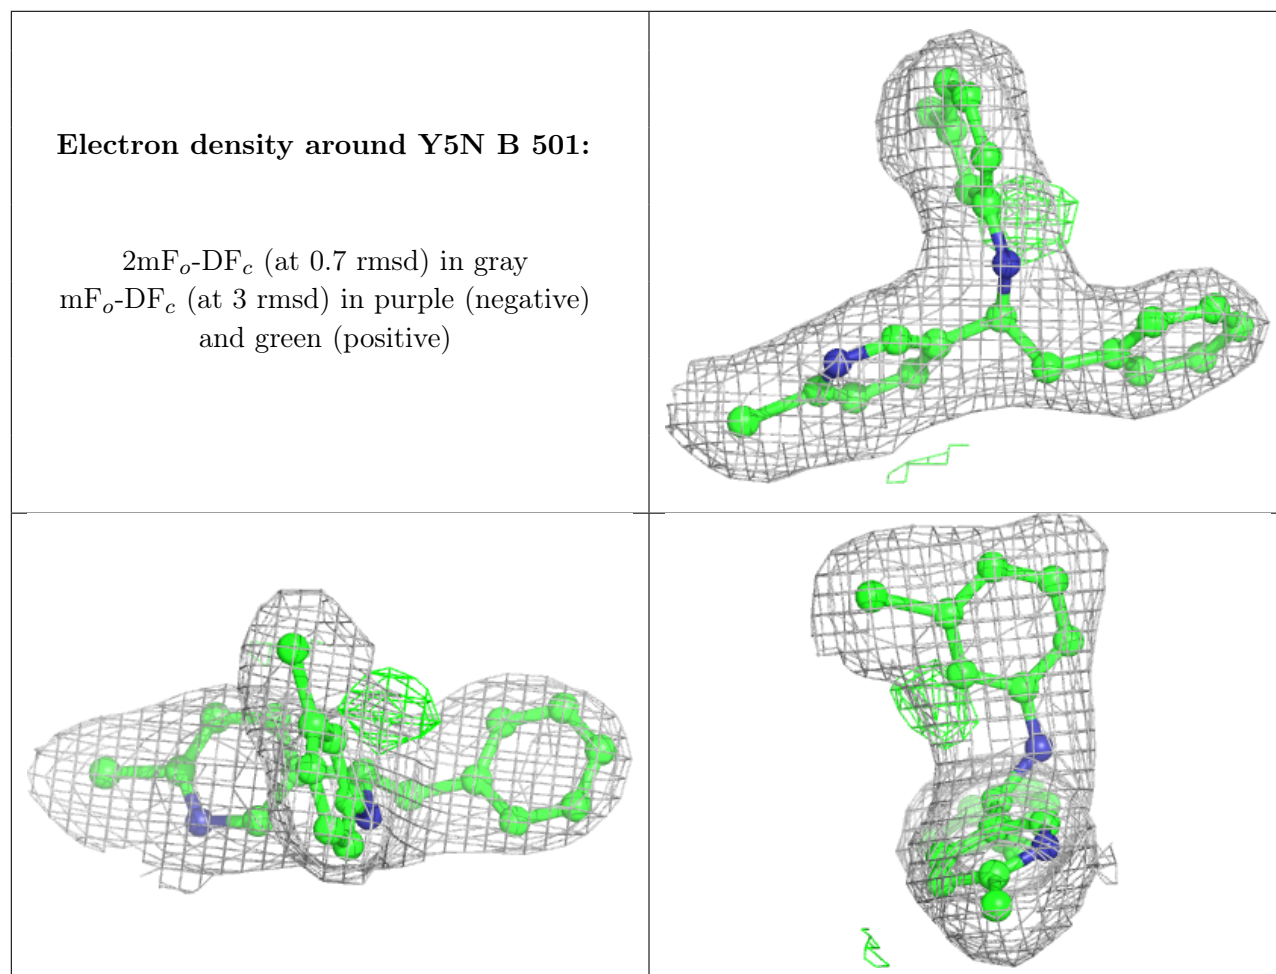 Electron density around Y5N B 501:
2mFo-DFc (at 0.7 rmsd) in gray
mFo-DFc (at 3 rmsd) in purple (negative)
and green (positive)